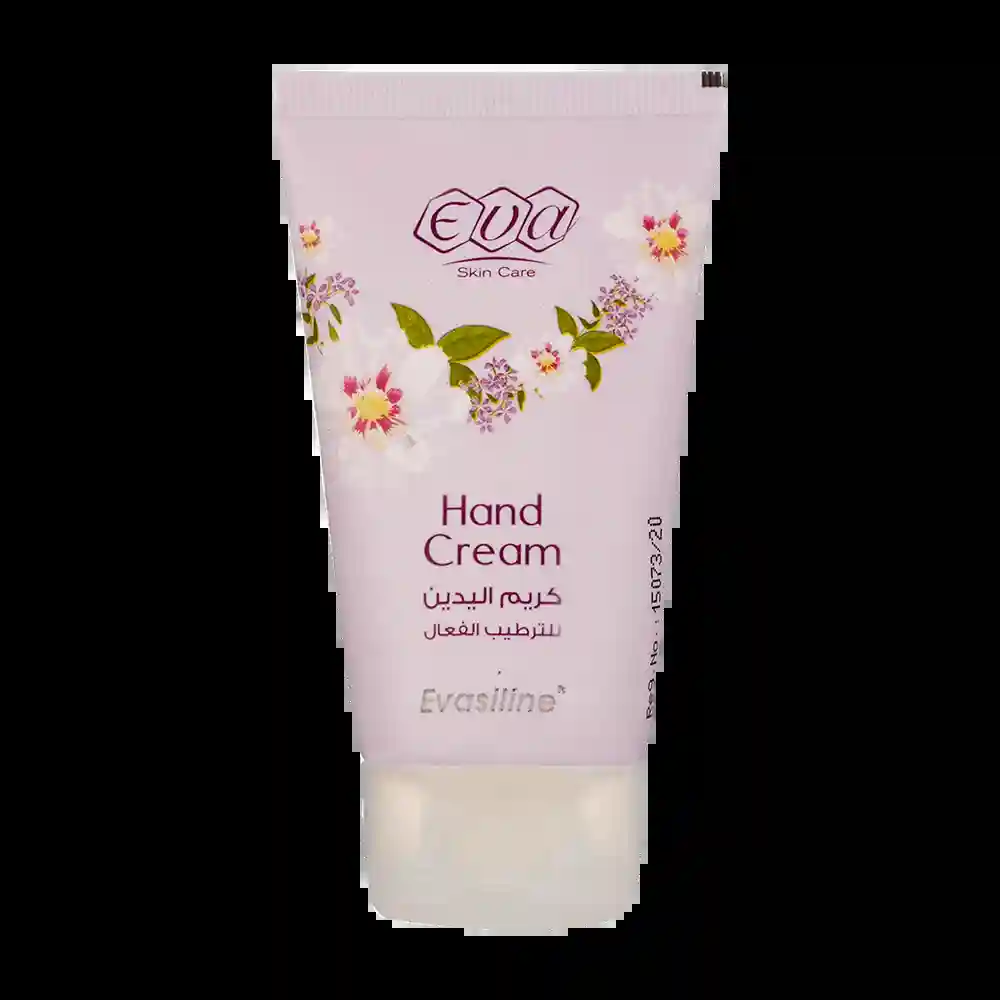 Eva
Skin Care
Hand
Cream
كريم اليدين
للترطيب الفعال
Evasiline®
Reg.No.:15073/20